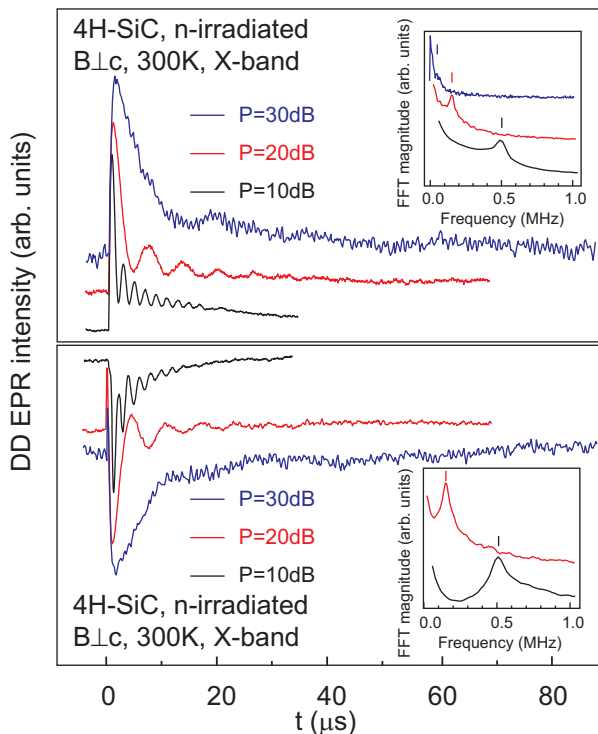 4H-SiC, n-irradiated
B⊥c, 300K, X-band
P=30dB
P=20dB
P=10dB
FFT magnitude (arb. units)
0.0 0.5 1.0
Frequency (MHz)
DD EPR intensity (arb. units)
P=30dB
P=20dB
P=10dB
4H-SiC, n-irradiated
B⊥c, 300K, X-band
FFT magnitude (arb. units)
0.0 0.5 1.0
Frequency (MHz)
0 20 40 60 80
t (μs)